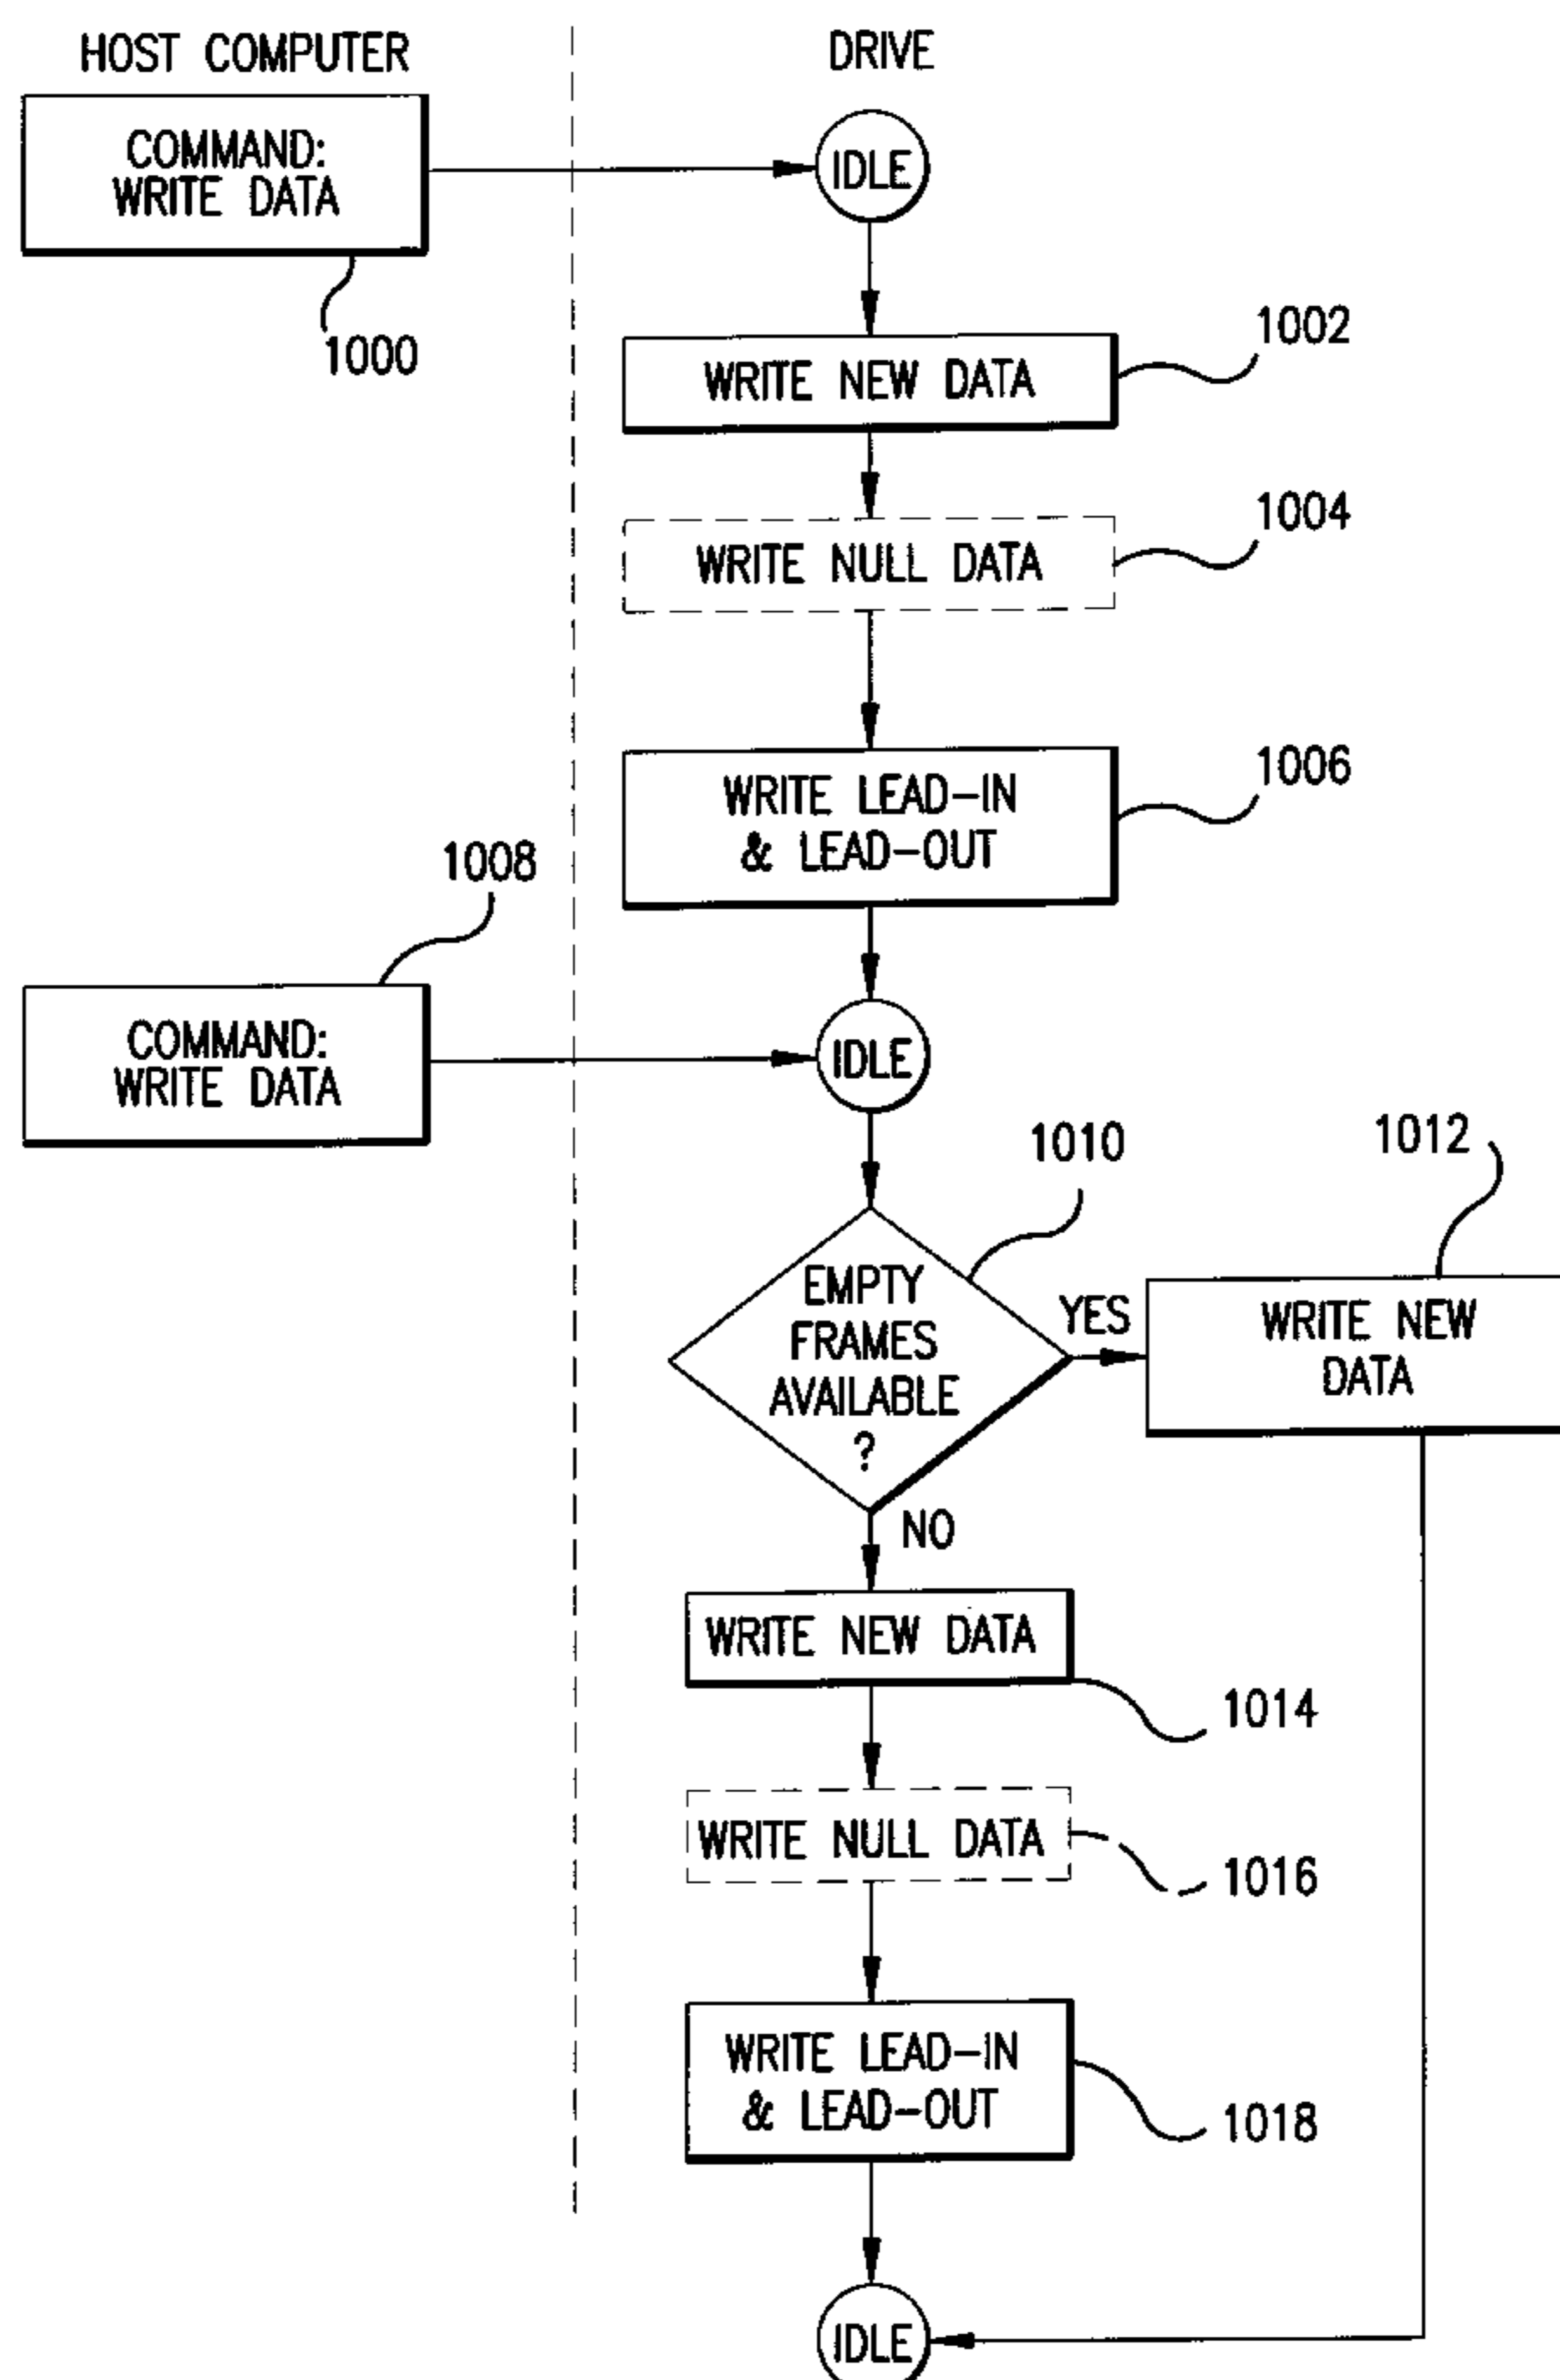 HOST COMPUTER
DRIVE
COMMAND:
WRITE DATA
IDLE
1000
WRITE NEW DATA
1002
WRITE NULL DATA
1004
WRITE LEAD-IN
& LEAD-OUT
1006
1008
COMMAND:
WRITE DATA
IDLE
1010
EMPTY
FRAMES
AVAILABLE
?
YES
1012
WRITE NEW
DATA
NO
WRITE NEW DATA
1014
WRITE NULL DATA
1016
WRITE LEAD-IN
& LEAD-OUT
1018
IDLE